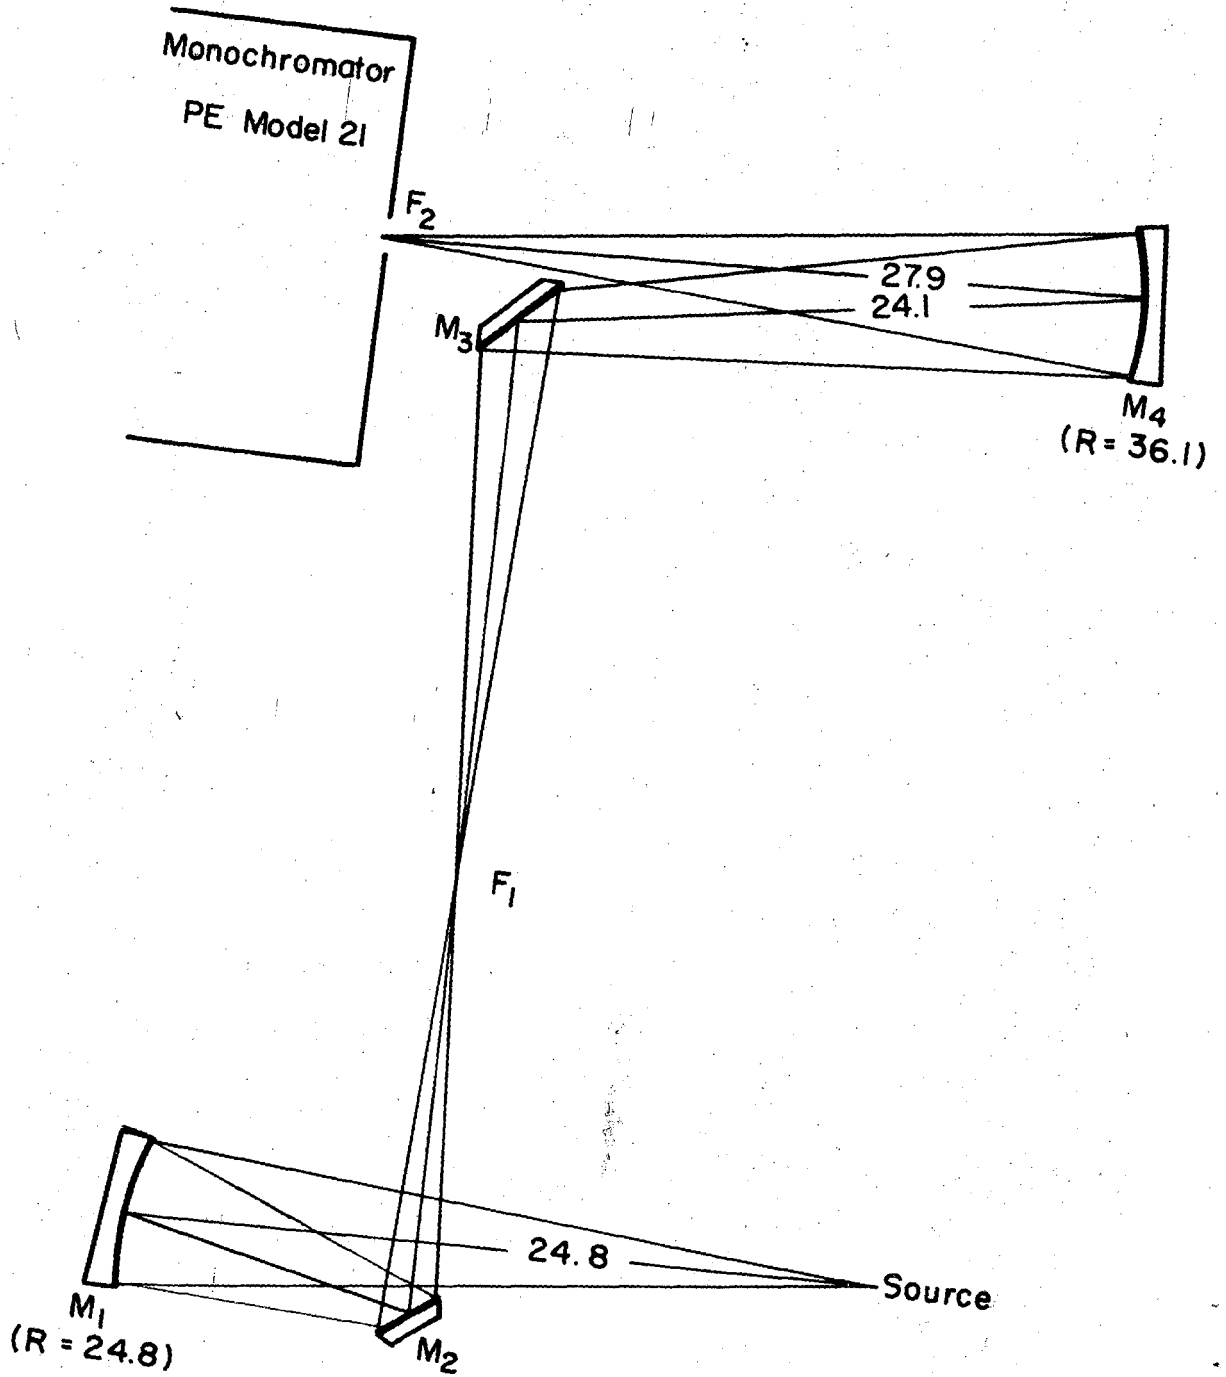 Monochromator
PE Model 21
F2
27.9
24.1
M3
M4
(R = 36.1)
F1
24.8
Source
M1
(R = 24.8)
M2